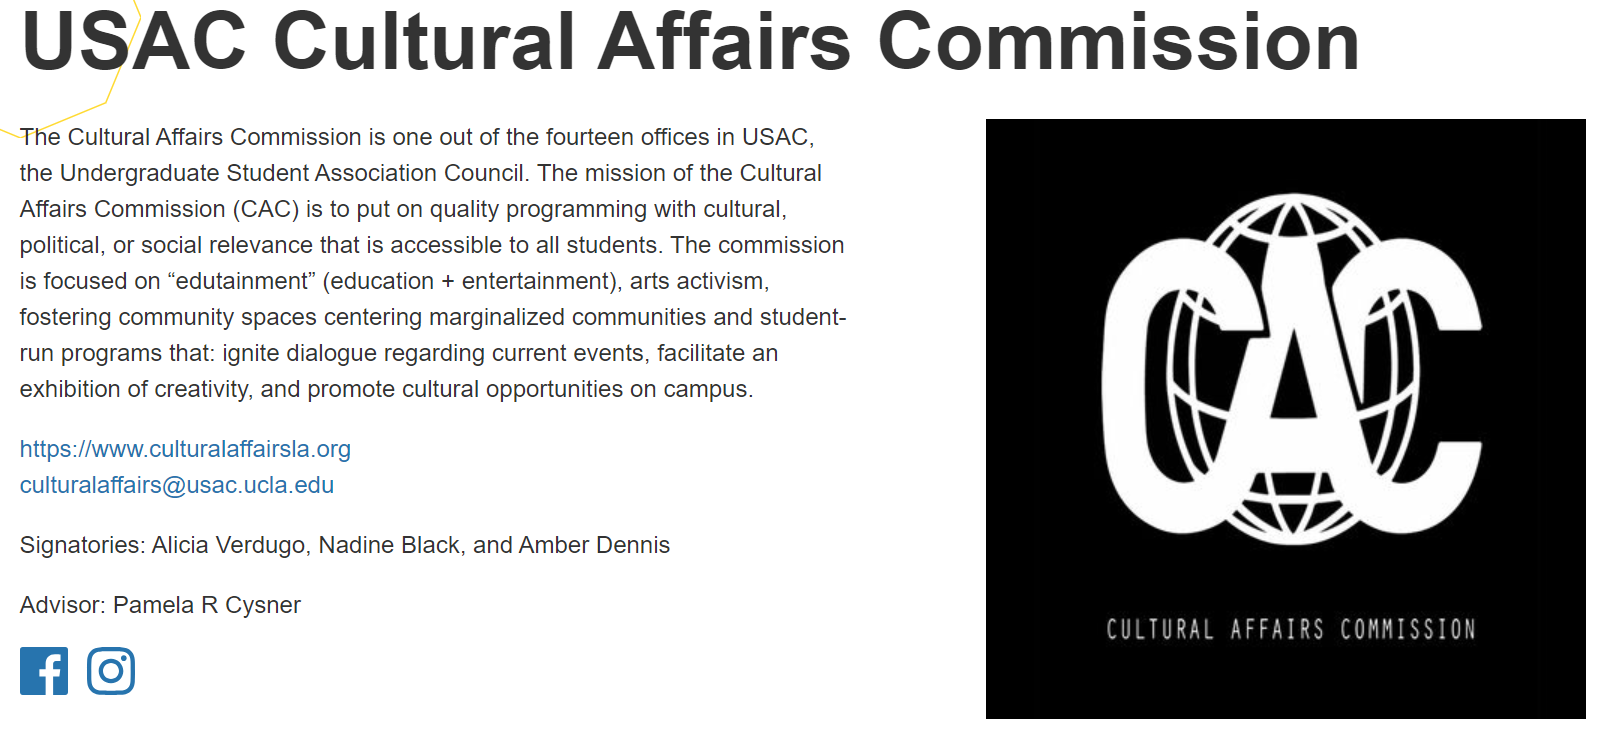 USAC Cultural Affairs Commission
The Cultural Affairs Commission is one out of the fourteen offices in USAC,
the Undergraduate Student Association Council. The mission of the Cultural
Affairs Commission (CAC) is to put on quality programming with cultural,
political, or social relevance that is accessible to all students. The commission
is focused on “edutainment” (education + entertainment), arts activism,
fostering community spaces centering marginalized communities and student-
run programs that: ignite dialogue regarding current events, facilitate an
exhibition of creativity, and promote cultural opportunities on campus.
https://www.culturalaffairsla.org
culturalaffairs@usac.ucla.edu
Signatories: Alicia Verdugo, Nadine Black, and Amber Dennis
Advisor: Pamela R Cysner
CAC
CULTURAL AFFAIRS COMMISSION